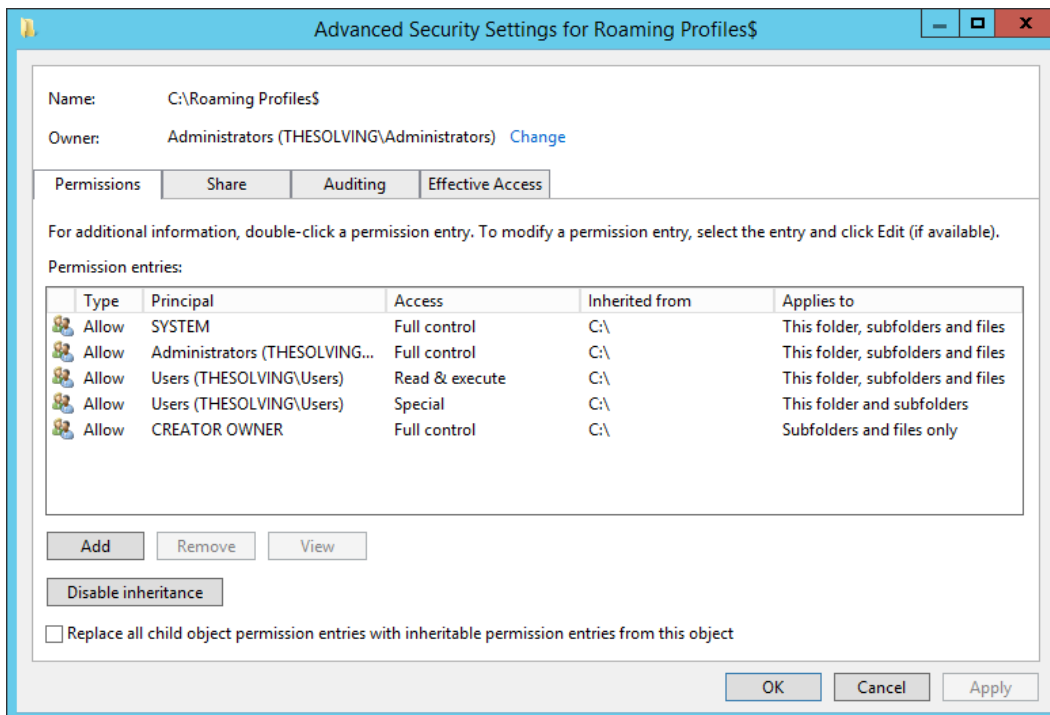 Advanced Security Settings for Roaming Profiles$
Name: C:\Roaming Profiles$
Owner: Administrators (THESOLVING\Administrators) Change
Permissions Share Auditing Effective Access
For additional information, double-click a permission entry. To modify a permission entry, select the entry and click Edit (if available).
Permission entries:
Type Principal Access Inherited from Applies to
Allow SYSTEM Full control C:\ This folder, subfolders and files
Allow Administrators (THESOLVING... Full control C:\ This folder, subfolders and files
Allow Users (THESOLVING\Users) Read & execute C:\ This folder, subfolders and files
Allow Users (THESOLVING\Users) Special C:\ This folder and subfolders
Allow CREATOR OWNER Full control C:\ Subfolders and files only
Add Remove View
Disable inheritance
Replace all child object permission entries with inheritable permission entries from this object
OK Cancel Apply